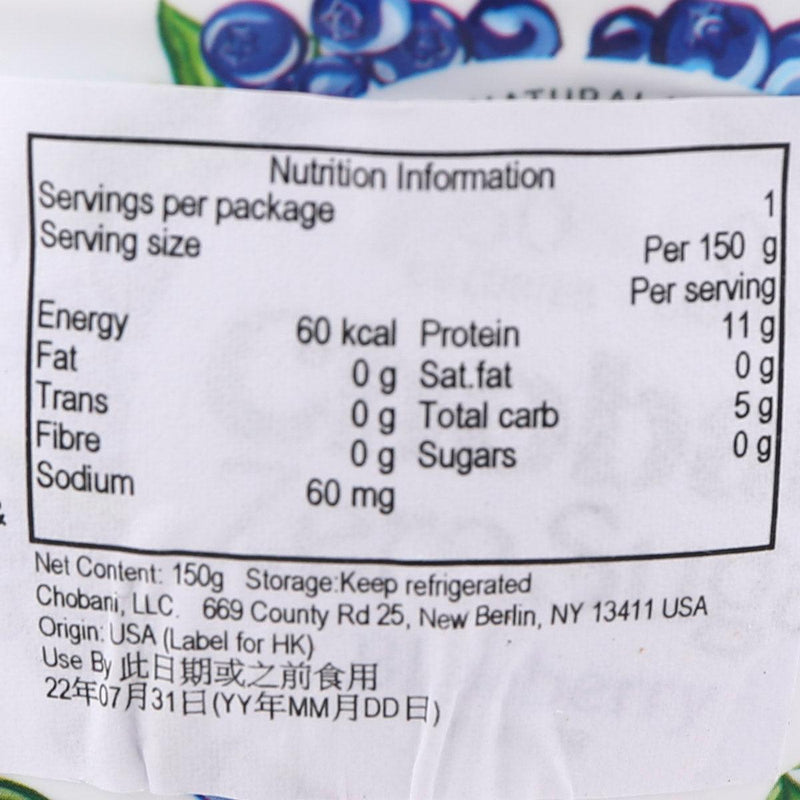 NATURAL
Nutrition Information
Servings per package 1
Serving size Per 150 g
Per serving
Energy 60 kcal Protein 11 g
Fat 0 g Sat.fat 0 g
Trans 0 g Total carb 5 g
Fibre 0 g Sugars 0 g
Sodium 60 mg
&
Net Content: 150g Storage:Keep refrigerated
Chobani, LLC. 669 County Rd 25, New Berlin, NY 13411 USA
Origin: USA (Label for HK)
Use By 此日期或之前食用
22年07月31日(YY年MM月DD日)